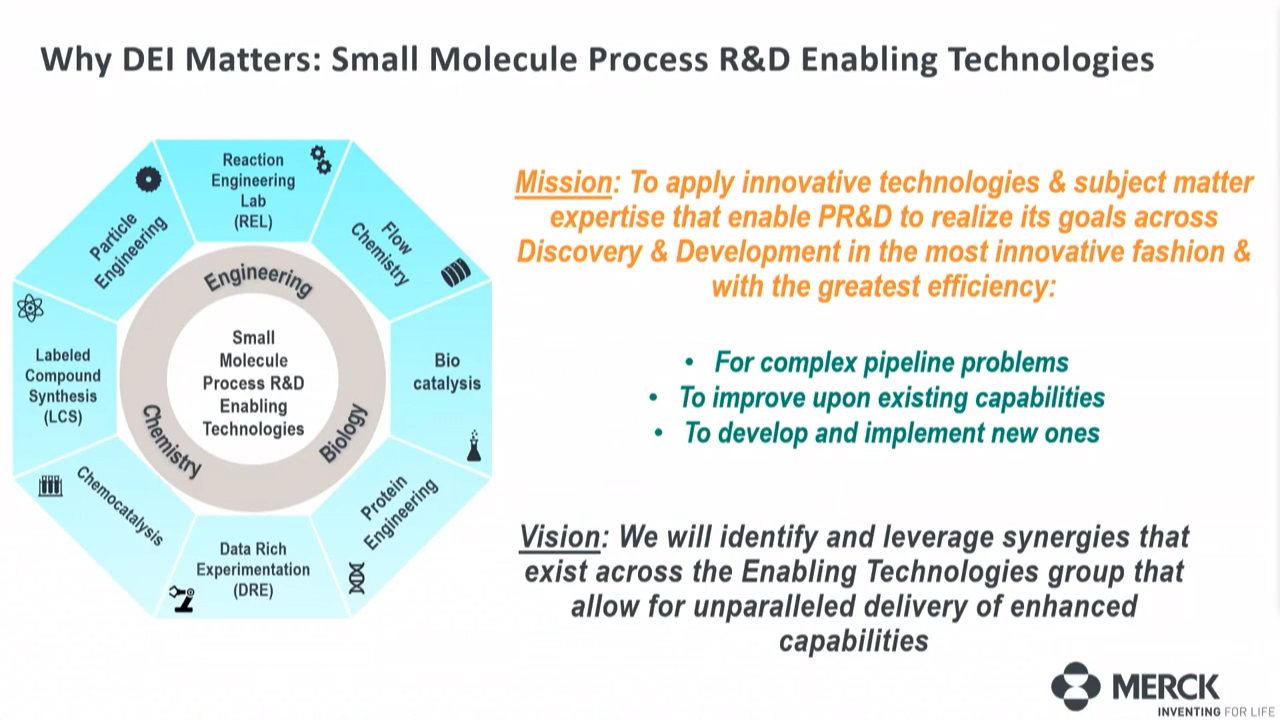 Why DEI Matters: Small Molecule Process R&D Enabling Technologies
Reaction
Engineering
Lab
(REL)
Flow
Chemistry
Bio
catalysis
Protein
Engineering
Data Rich
Experimentation
(DRE)
Chemocatalysis
Labeled
Compound
Synthesis
(LCS)
Particle
Engineering
Engineering
Biology
Chemistry
Small
Molecule
Process R&D
Enabling
Technologies
Mission: To apply innovative technologies & subject matter
expertise that enable PR&D to realize its goals across
Discovery & Development in the most innovative fashion &
with the greatest efficiency:
• For complex pipeline problems
• To improve upon existing capabilities
• To develop and implement new ones
Vision: We will identify and leverage synergies that
exist across the Enabling Technologies group that
allow for unparalleled delivery of enhanced
capabilities
MERCK
INVENTING FOR LIFE